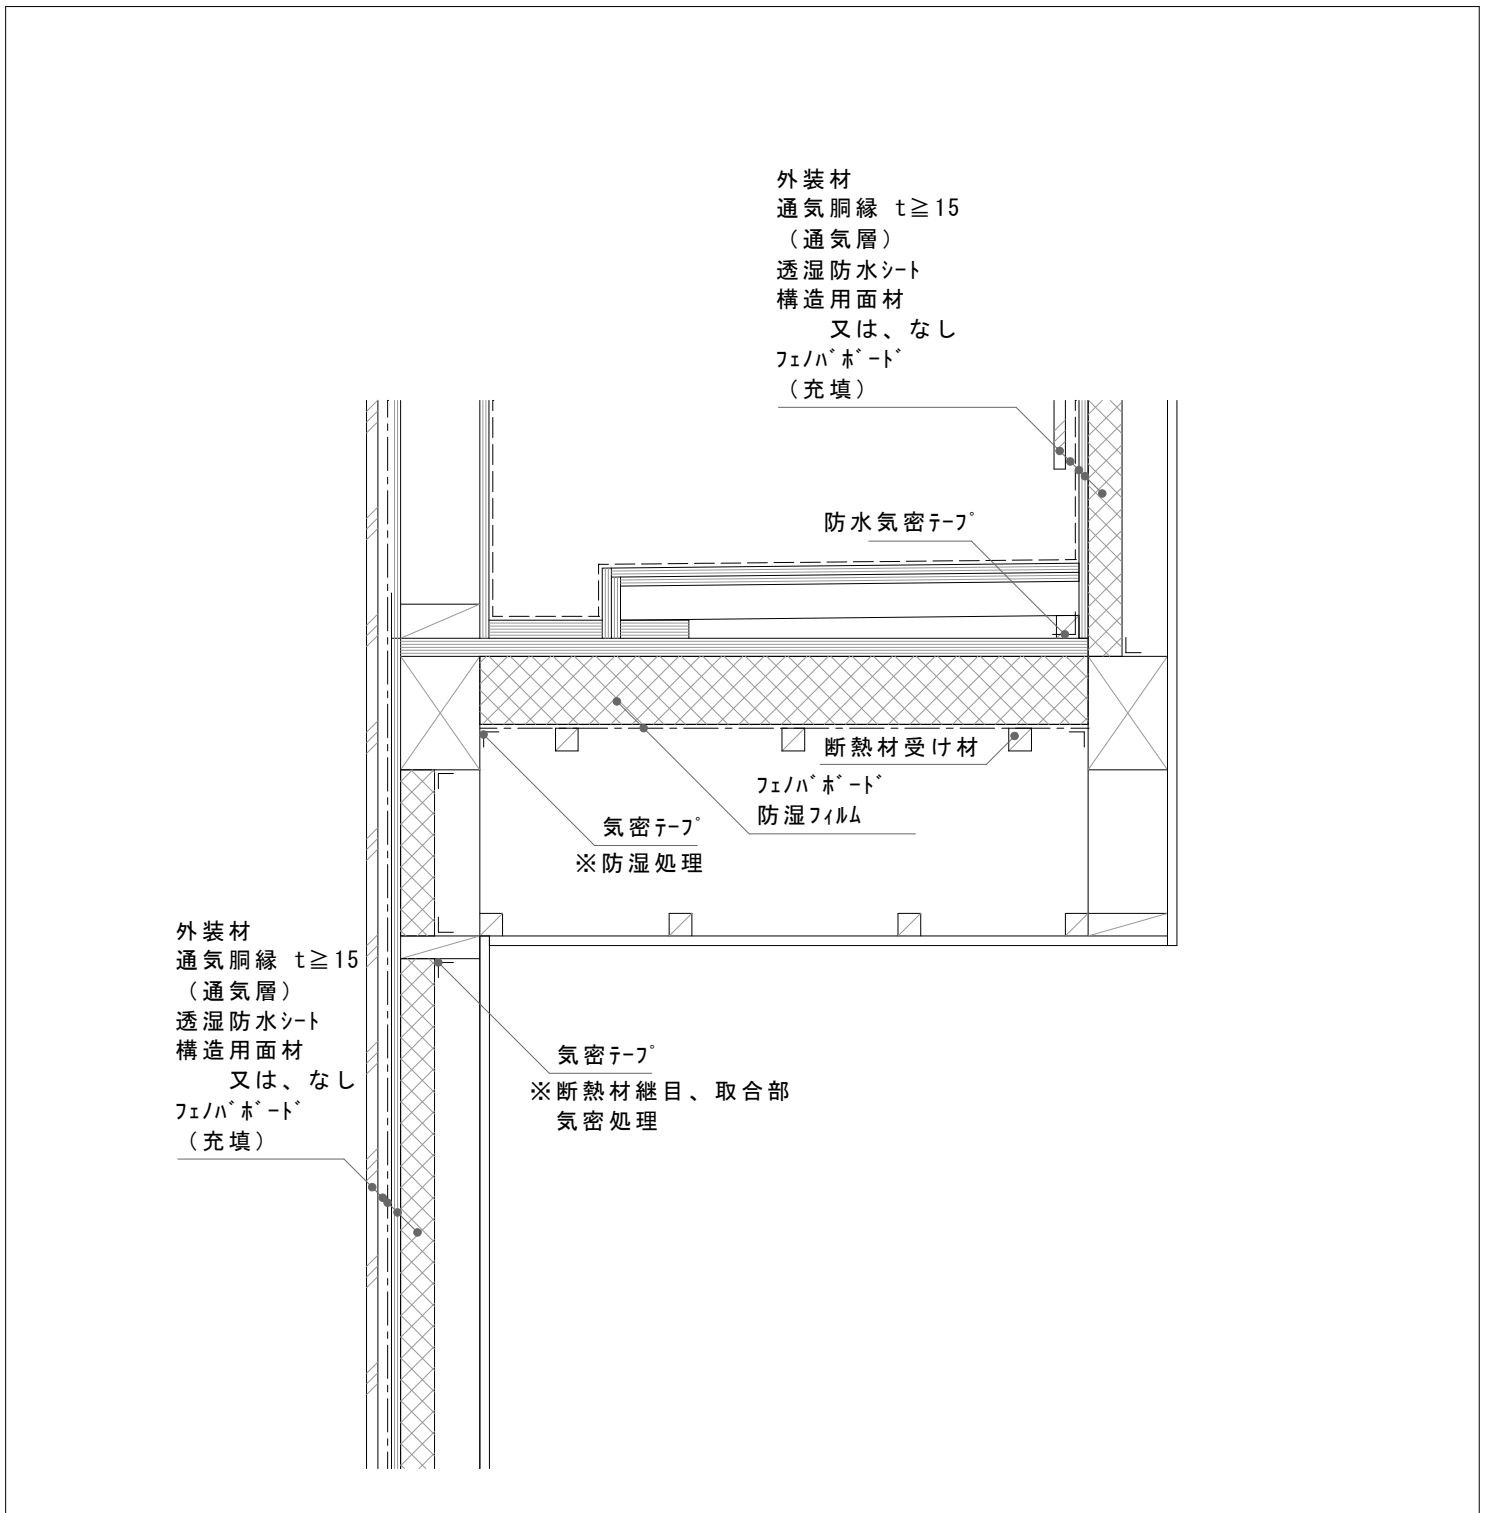 外装材
通気胴縁 t≧15
（通気層）
透湿防水ｼｰﾄ
構造用面材
又は、なし
ﾌｪﾉﾊﾞﾎﾞｰﾄﾞ
（充填）
防水気密ﾃｰﾌﾟ
断熱材受け材
ﾌｪﾉﾊﾞﾎﾞｰﾄﾞ
防湿ﾌｨﾙﾑ
気密ﾃｰﾌﾟ
※防湿処理
外装材
通気胴縁 t≧15
（通気層）
透湿防水ｼｰﾄ
構造用面材
又は、なし
ﾌｪﾉﾊﾞﾎﾞｰﾄﾞ
（充填）
気密ﾃｰﾌﾟ
※断熱材継目、取合部
気密処理